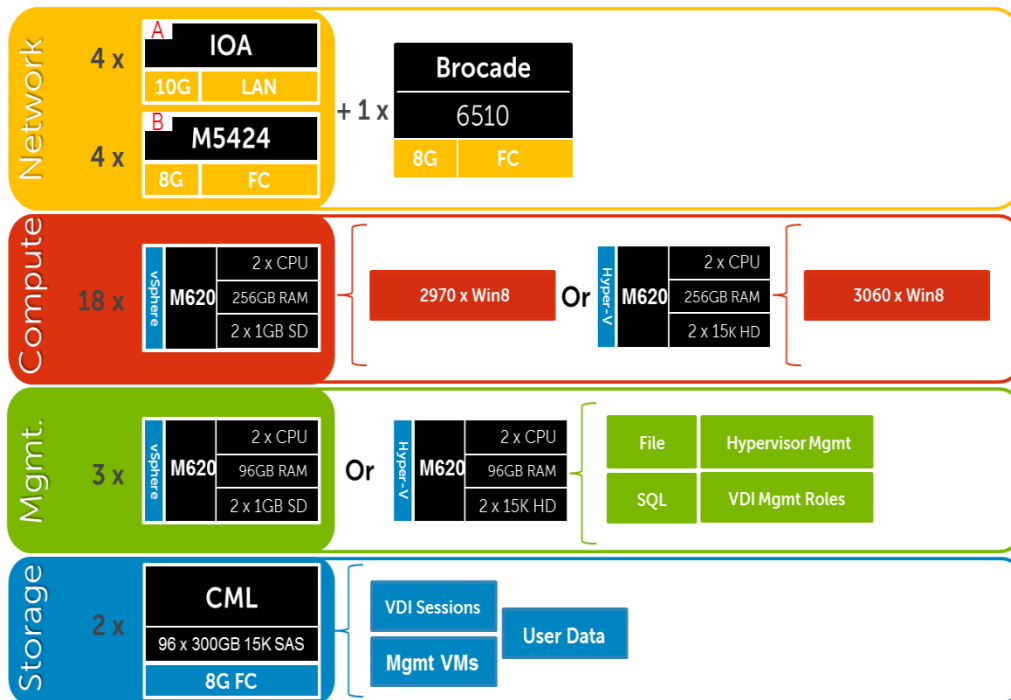 Network
4 x
A
IOA
10G
LAN
4 x
B
M5424
8G
FC
+ 1 x
Brocade
6510
8G
FC
Compute
18 x
vSphere
M620
2 x CPU
256GB RAM
2 x 1GB SD
2970 x Win8
Or
Hyper-V
M620
2 x CPU
256GB RAM
2 x 15K HD
3060 x Win8
Mgmt.
3 x
vSphere
M620
2 x CPU
96GB RAM
2 x 1GB SD
Or
Hyper-V
M620
2 x CPU
96GB RAM
2 x 15K HD
File
Hypervisor Mgmt
SQL
VDI Mgmt Roles
Storage
2 x
CML
96 x 300GB 15K SAS
8G FC
VDI Sessions
Mgmt VMs
User Data